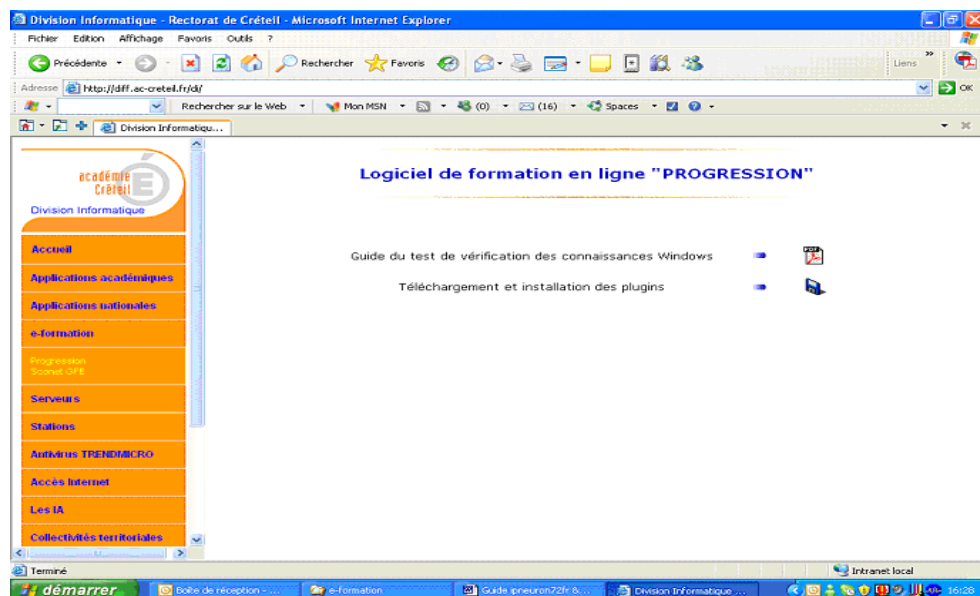 Division Informatique - Rectorat de Créteil - Microsoft Internet Explorer
Fichier Edition Affichage Favoris Outils ?
Précédente Rechercher Favoris Liens
Adresse http://diff.ac-creteil.fr/di/ OK
Rechercher sur le Web Mon MSN (0) (16) Spaces
Division Informatiqu...
académie
Créteil
Division Informatique
Accueil
Applications académiques
Applications nationales
e-formation
Progression
Sconet GFE
Serveurs
Stations
Antivirus TRENDMICRO
Accès Internet
Les IA
Collectivités territoriales
Logiciel de formation en ligne "PROGRESSION"
Guide du test de vérification des connaissances Windows
Téléchargement et installation des plugins
Terminé Intranet local
démarrer Boîte de réception - ... e-formation Guide ipneuron72fr &... Division Informatique ... 16:28